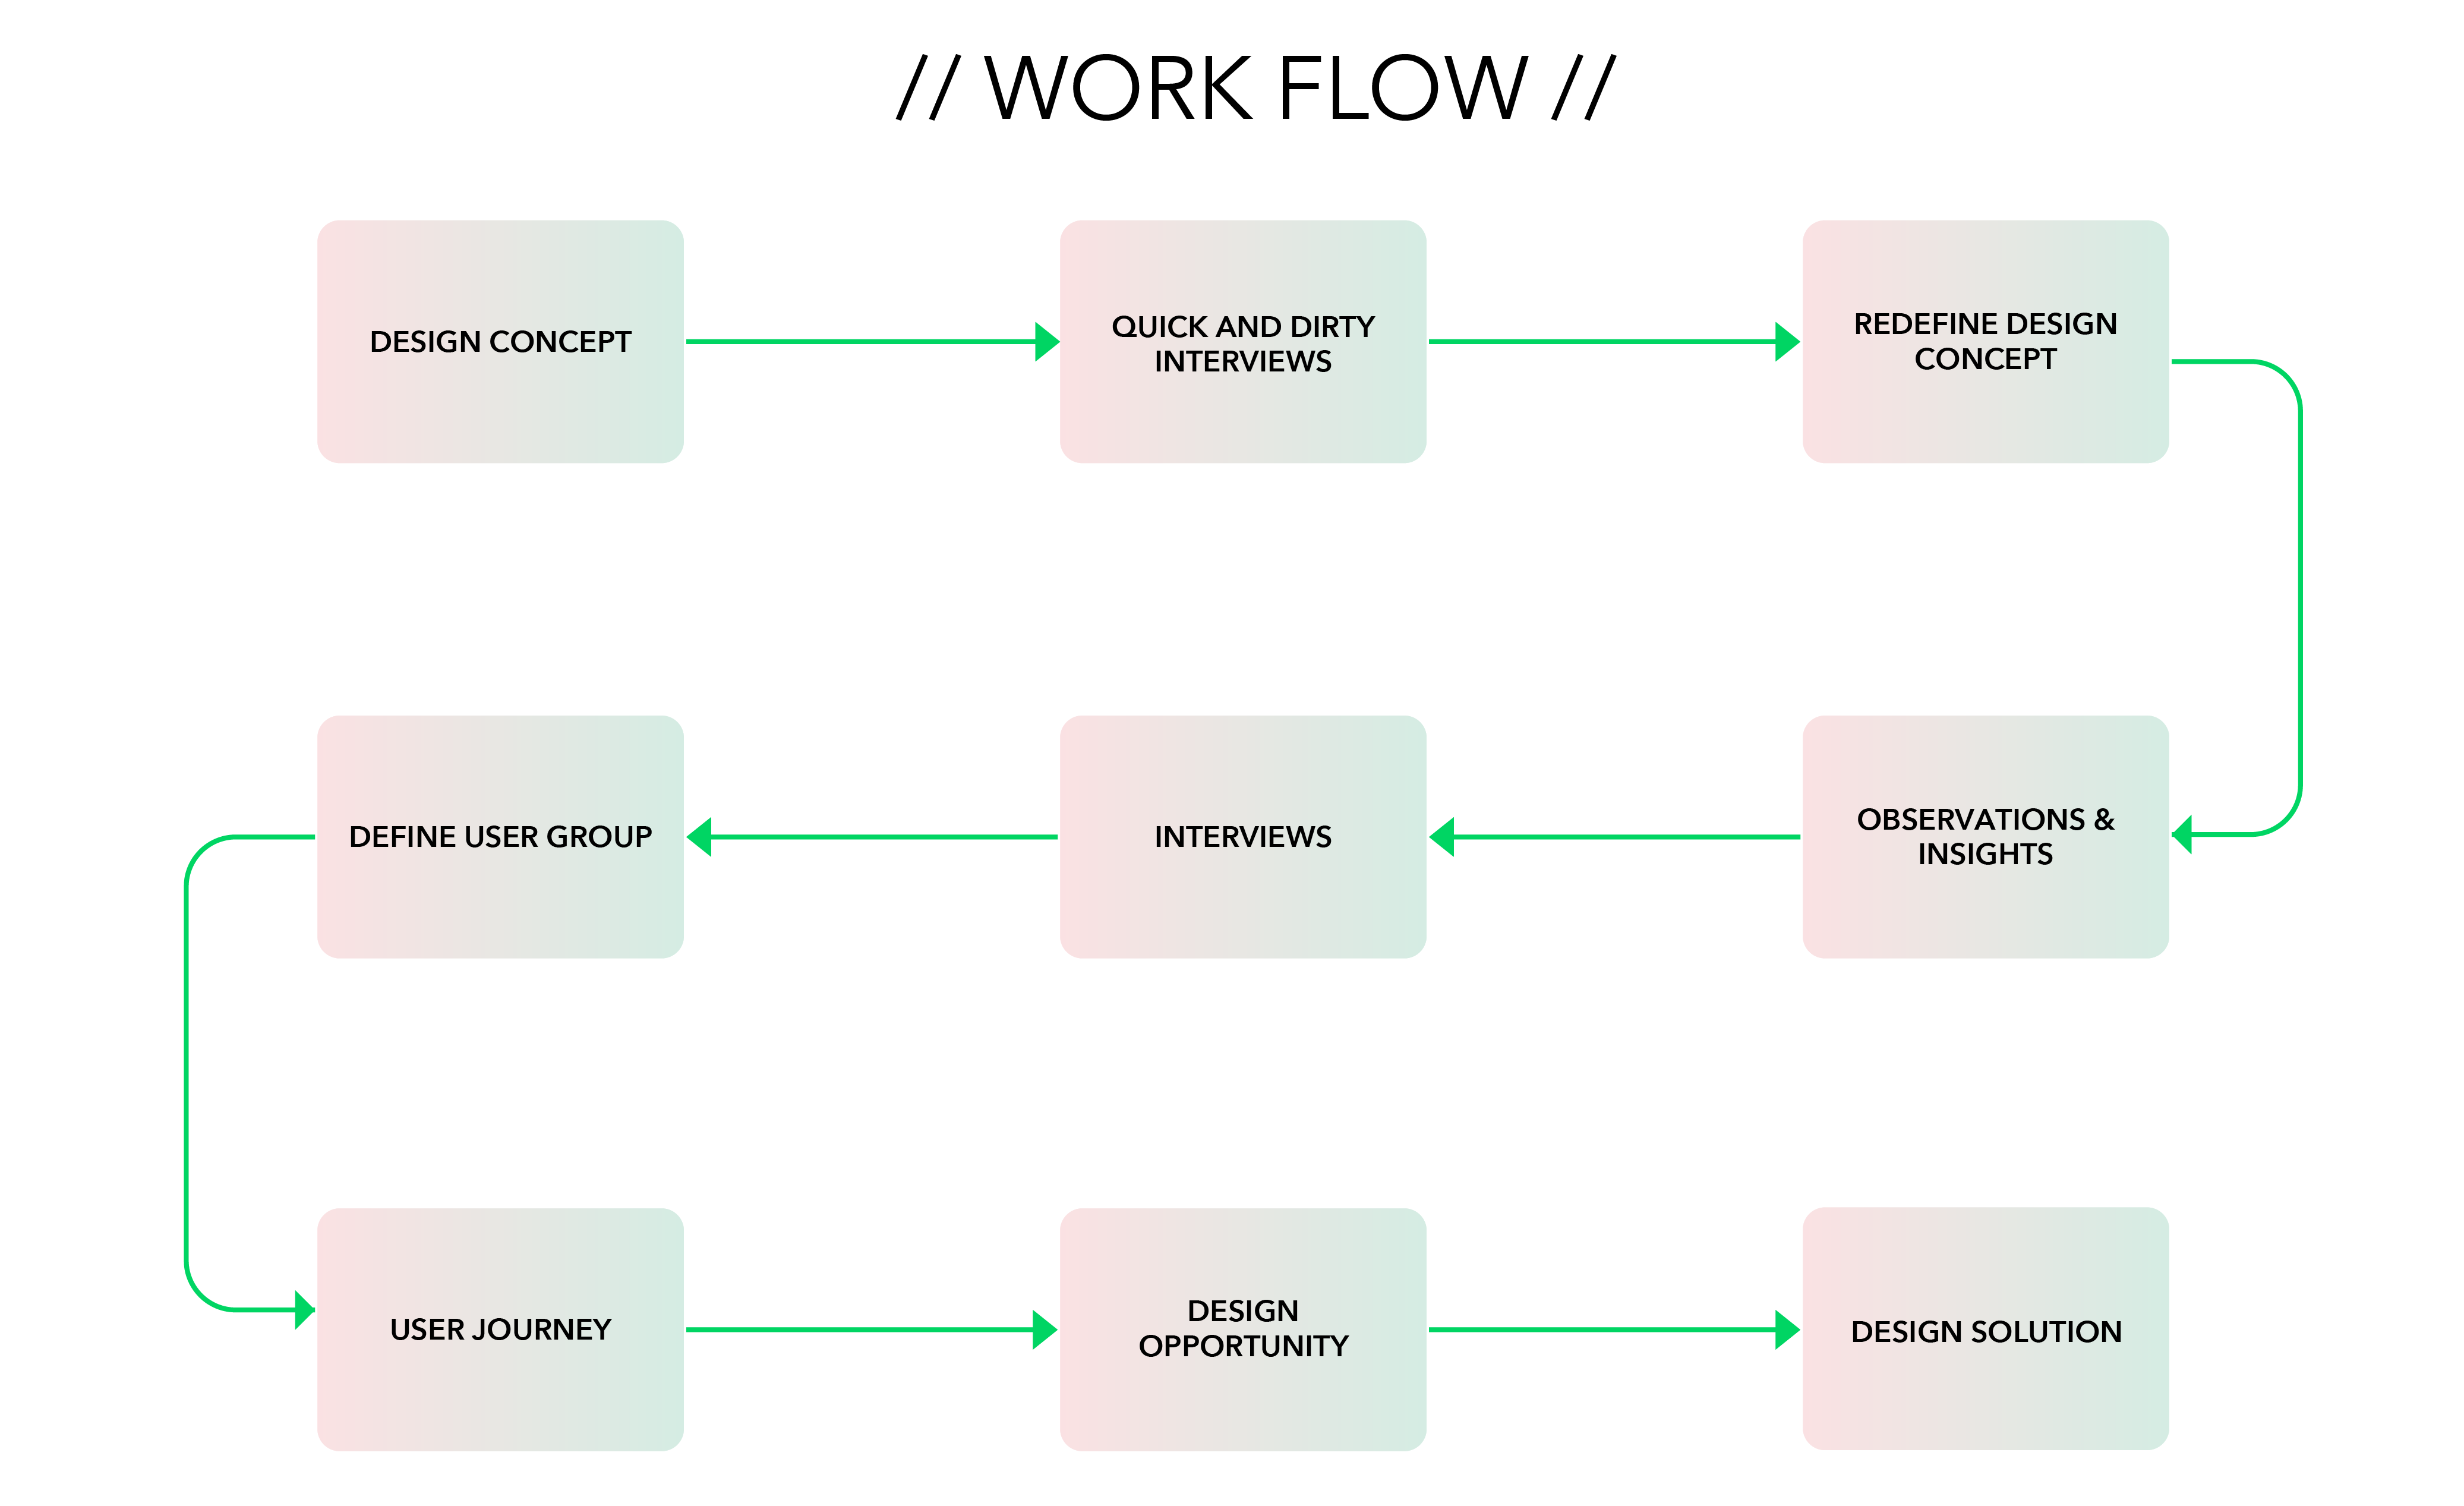 // WORK FLOW //
DESIGN CONCEPT
QUICK AND DIRTY
INTERVIEWS
REDEFINE DESIGN
CONCEPT
DEFINE USER GROUP
INTERVIEWS
OBSERVATIONS &
INSIGHTS
USER JOURNEY
DESIGN
OPPORTUNITY
DESIGN SOLUTION